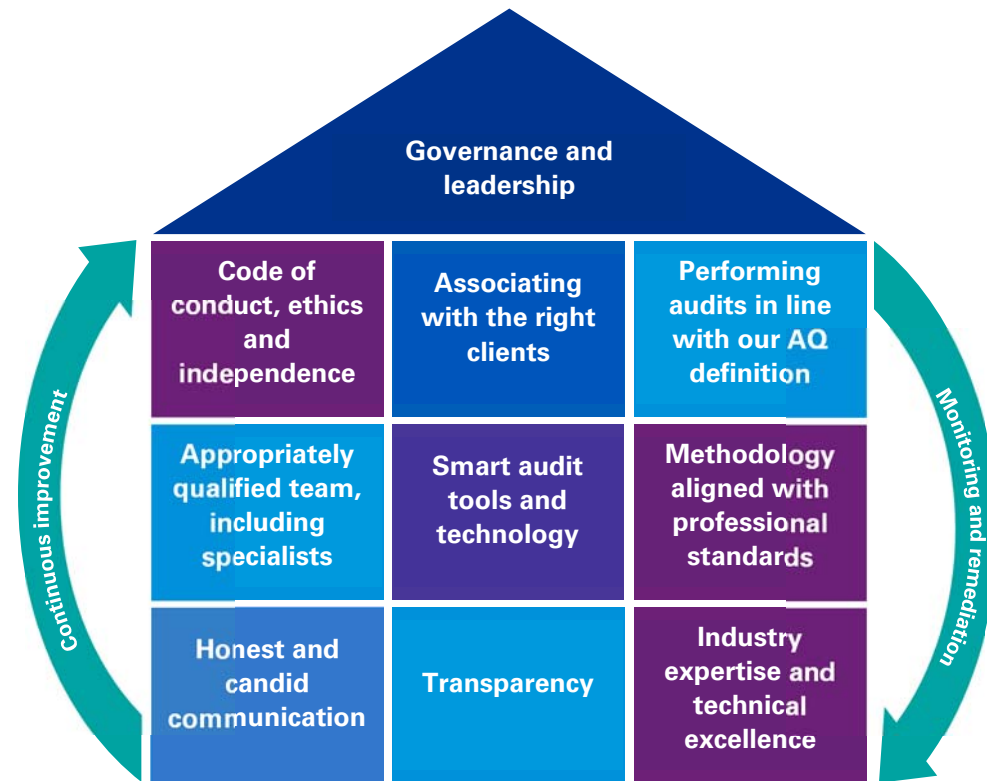 Governance and
leadership
Code of
conduct, ethics
and
independence
Associating
with the right
clients
Performing
audits in line
with our AQ
definition
Continuous improvement
Monitoring and remediation
Appropriately
qualified team,
including
specialists
Smart audit
tools and
technology
Methodology
aligned with
professional
standards
Honest and
candid
communication
Transparency
Industry
expertise and
technical
excellence